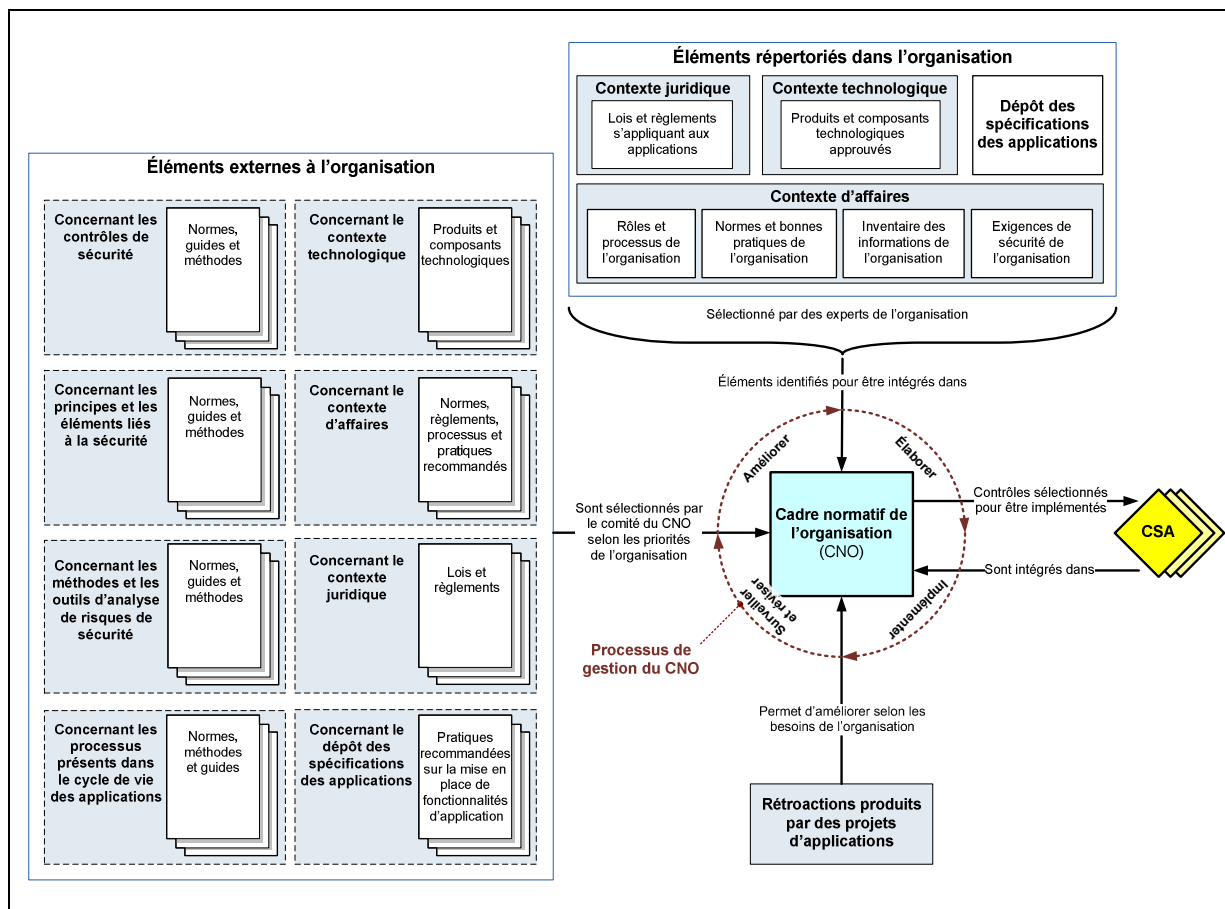 Éléments répertoriés dans l'organisation
Contexte juridique
Lois et règlements
s'appliquant aux
applications
Contexte technologique
Produits et composants
technologiques
approuvés
Dépôt des
spécifications
des applications
Contexte d'affaires
Rôles et
processus de
l'organisation
Normes et bonnes
pratiques de
l'organisation
Inventaire des
informations de
l'organisation
Exigences de
sécurité de
l'organisation
Sélectionné par des experts de l'organisation
Éléments identifiés pour être intégrés dans
Éléments externes à l'organisation
Concernant les
contrôles de
sécurité
Normes,
guides et
méthodes
Concernant le
contexte
technologique
Produits et
composants
technologiques
Concernant les
principes et les
éléments liés
à la sécurité
Normes,
guides et
méthodes
Concernant le
contexte
d'affaires
Normes,
règlements,
processus et
pratiques
recommandés
Concernant les
méthodes et les
outils d'analyse
de risques de
sécurité
Normes,
guides et
méthodes
Concernant le
contexte
juridique
Lois et
règlements
Concernant les
processus
présents dans
le cycle de vie
des applications
Normes,
méthodes
et guides
Concernant le
dépôt des
spécifications
des applications
Pratiques
recommandées
sur la mise en
place de
fonctionnalités
d'application
Sont sélectionnés par
le comité du CNO
selon les priorités
de l'organisation
Améliorer
Élaborer
Implémenter
Surveiller
et réviser
Cadre normatif de
l'organisation
(CNO)
Contrôles sélectionnés
pour être implémentés
CSA
Sont intégrés dans
Processus de
gestion du CNO
Permet d'améliorer selon les
besoins de l'organisation
Rétroactions produits
par des projets
d'applications